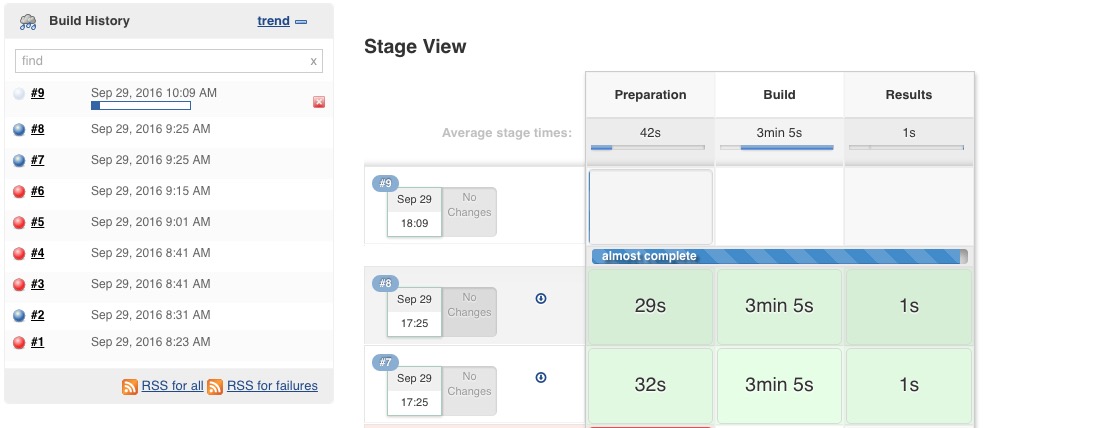 Build History
trend
find
x
#9
Sep 29, 2016 10:09 AM
#8
Sep 29, 2016 9:25 AM
#7
Sep 29, 2016 9:25 AM
#6
Sep 29, 2016 9:15 AM
#5
Sep 29, 2016 9:01 AM
#4
Sep 29, 2016 8:41 AM
#3
Sep 29, 2016 8:41 AM
#2
Sep 29, 2016 8:31 AM
#1
Sep 29, 2016 8:23 AM
RSS for all
RSS for failures
Stage View
Preparation
Build
Results
Average stage times:
42s
3min 5s
1s
#9
Sep 29
18:09
No
Changes
almost complete
#8
Sep 29
17:25
No
Changes
29s
3min 5s
1s
#7
Sep 29
17:25
No
Changes
32s
3min 5s
1s